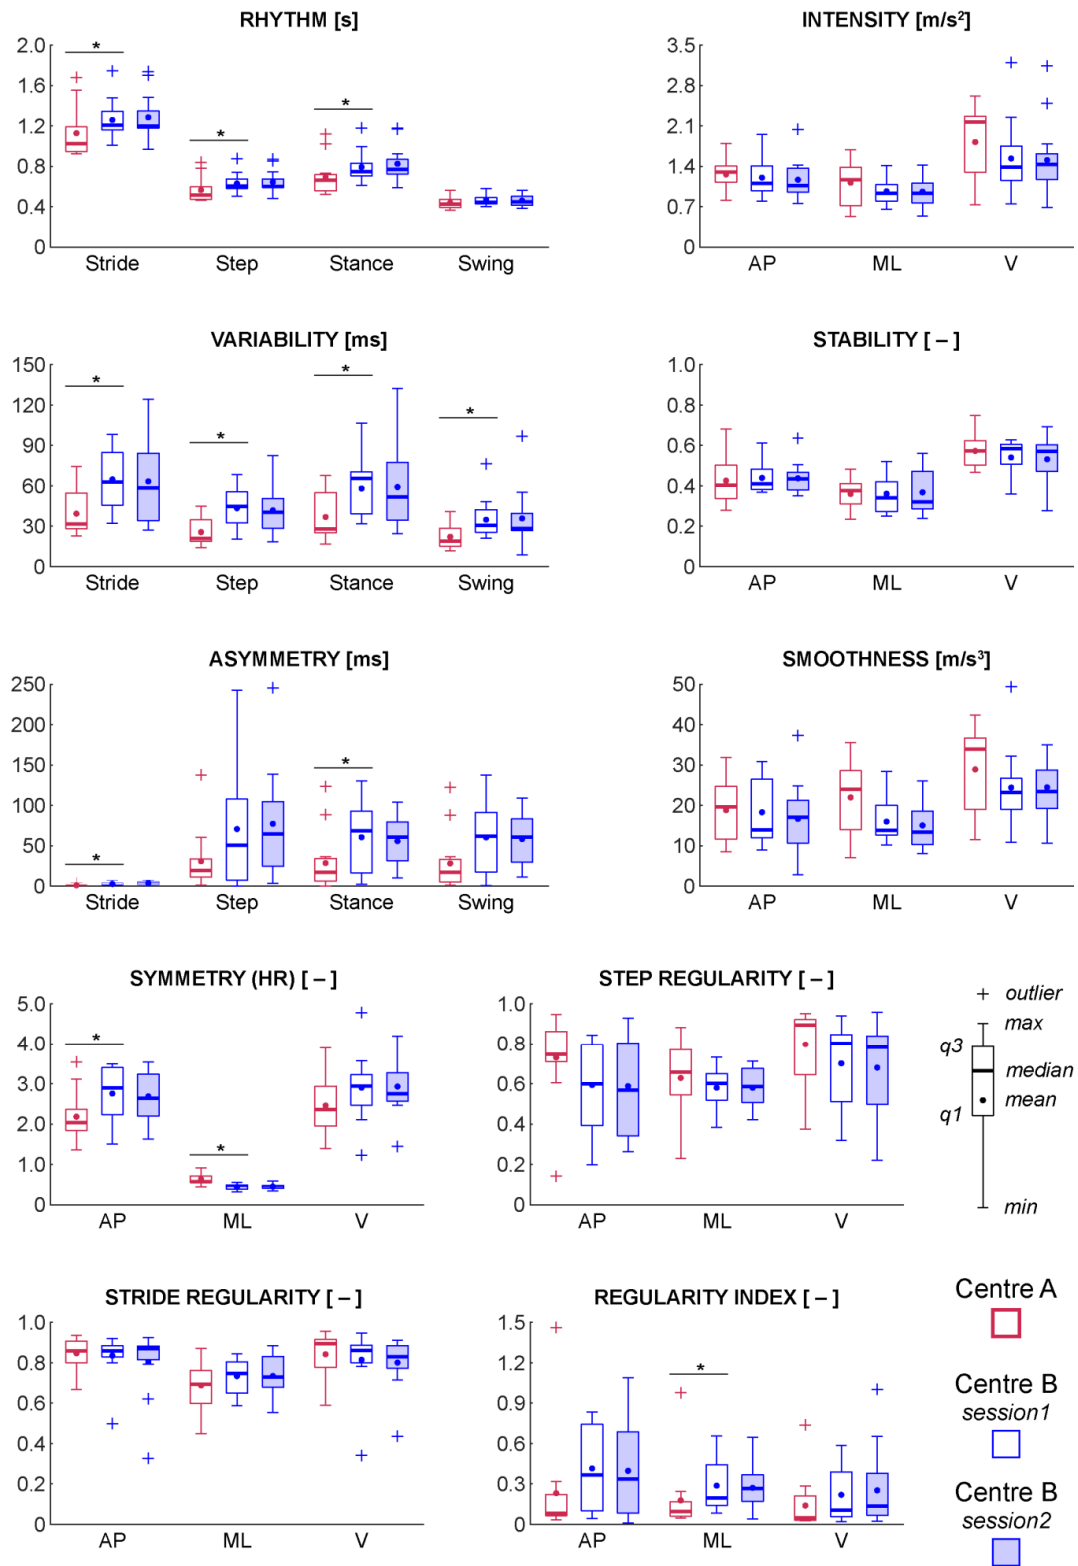 RHYTHM [s]
2.0
1.6
1.2
0.8
0.4
0
*
*
*
Stride
Step
Stance
Swing
INTENSITY [m/s²]
3.5
2.8
2.1
1.4
0.7
0
AP
ML
V
VARIABILITY [ms]
150
120
90
60
30
0
*
*
*
*
Stride
Step
Stance
Swing
STABILITY [ – ]
1.0
0.8
0.6
0.4
0.2
0
AP
ML
V
ASYMMETRY [ms]
250
200
150
100
50
0
*
*
Stride
Step
Stance
Swing
SMOOTHNESS [m/s³]
50
40
30
20
10
0
AP
ML
V
SYMMETRY (HR) [ – ]
5.0
4.0
3.0
2.0
1.0
0
*
*
AP
ML
V
STEP REGULARITY [ – ]
1.0
0.8
0.6
0.4
0.2
0
AP
ML
V
outlier
max
q3
median
mean
q1
min
STRIDE REGULARITY [ – ]
1.0
0.8
0.6
0.4
0.2
0
AP
ML
V
REGULARITY INDEX [ – ]
1.5
1.2
0.9
0.6
0.3
0
*
AP
ML
V
Centre A
Centre B
session1
Centre B
session2